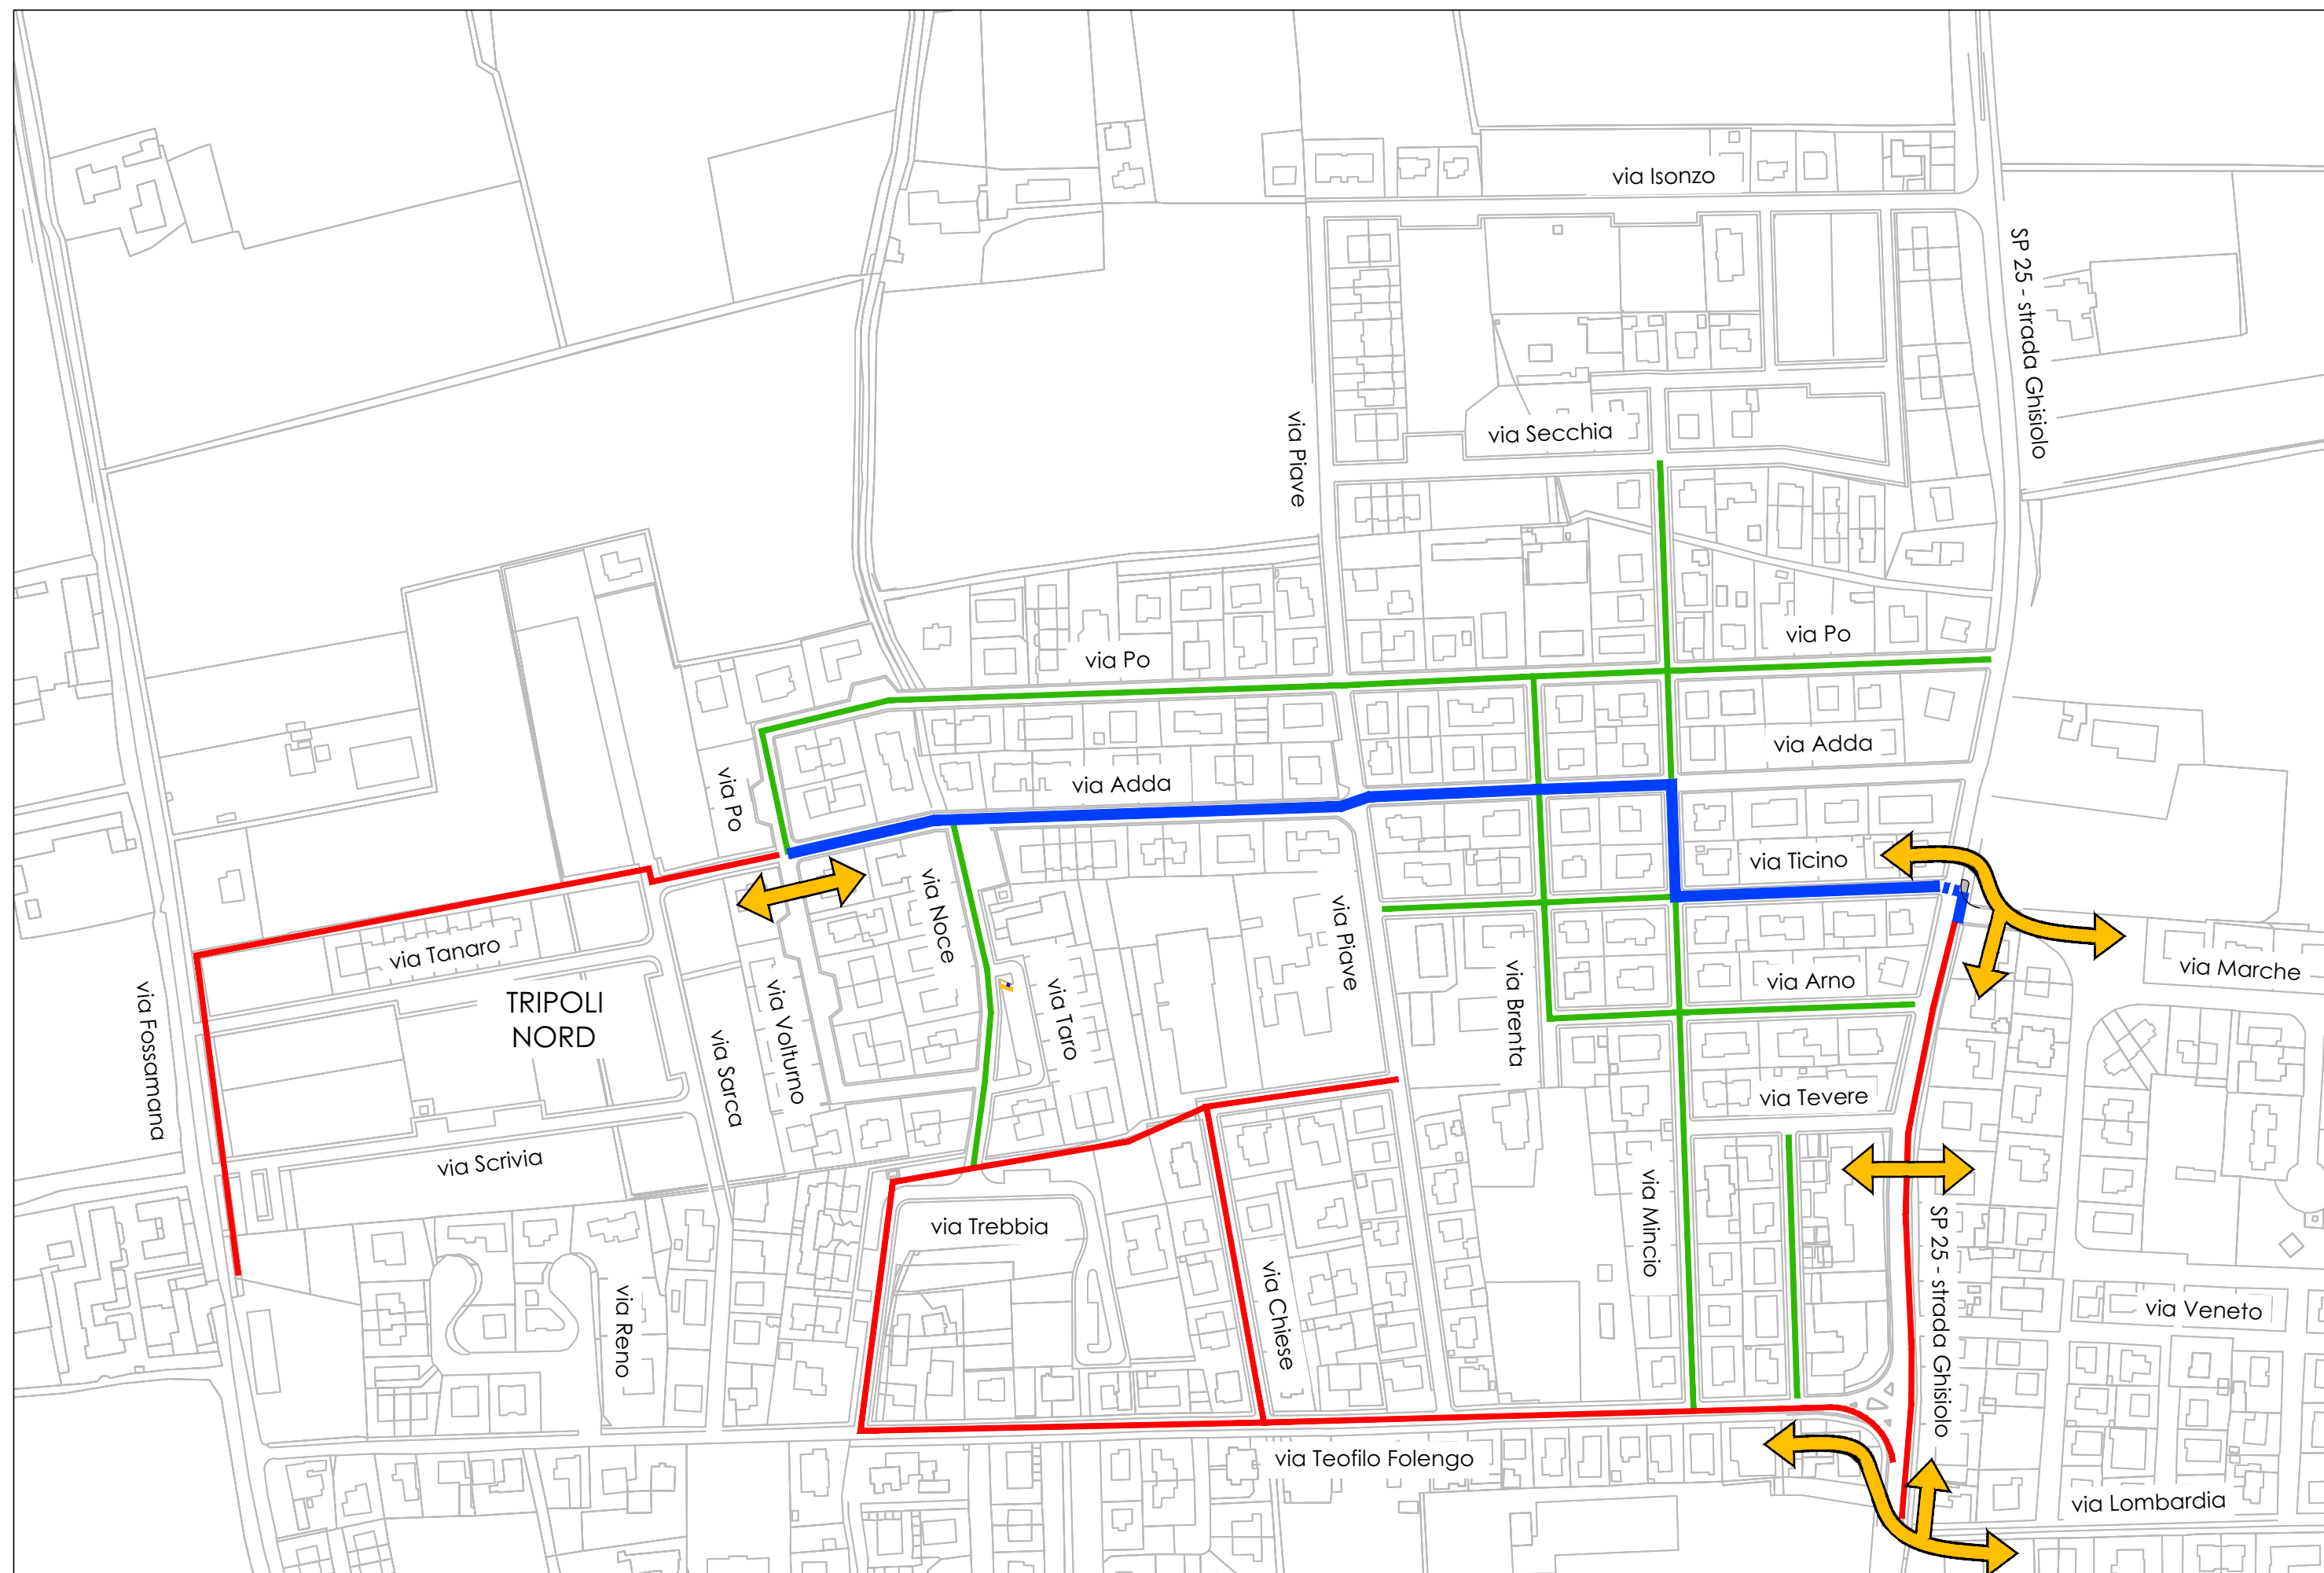 via Isonzo
SP 25 - strada Ghisiolo
via Piave
via Secchia
via Po
via Po
via Adda
via Po
via Adda
via Ticino
via Noce
via Piave
via Tanaro
via Marche
via Brenta
via Arno
via Fossamana
TRIPOLI
NORD
via Volturno
via Taro
via Sarca
via Tevere
via Scrivia
via Mincio
via Trebbia
SP 25 - strada Ghisiolo
via Chiese
via Reno
via Veneto
via Teofilo Folengo
via Lombardia